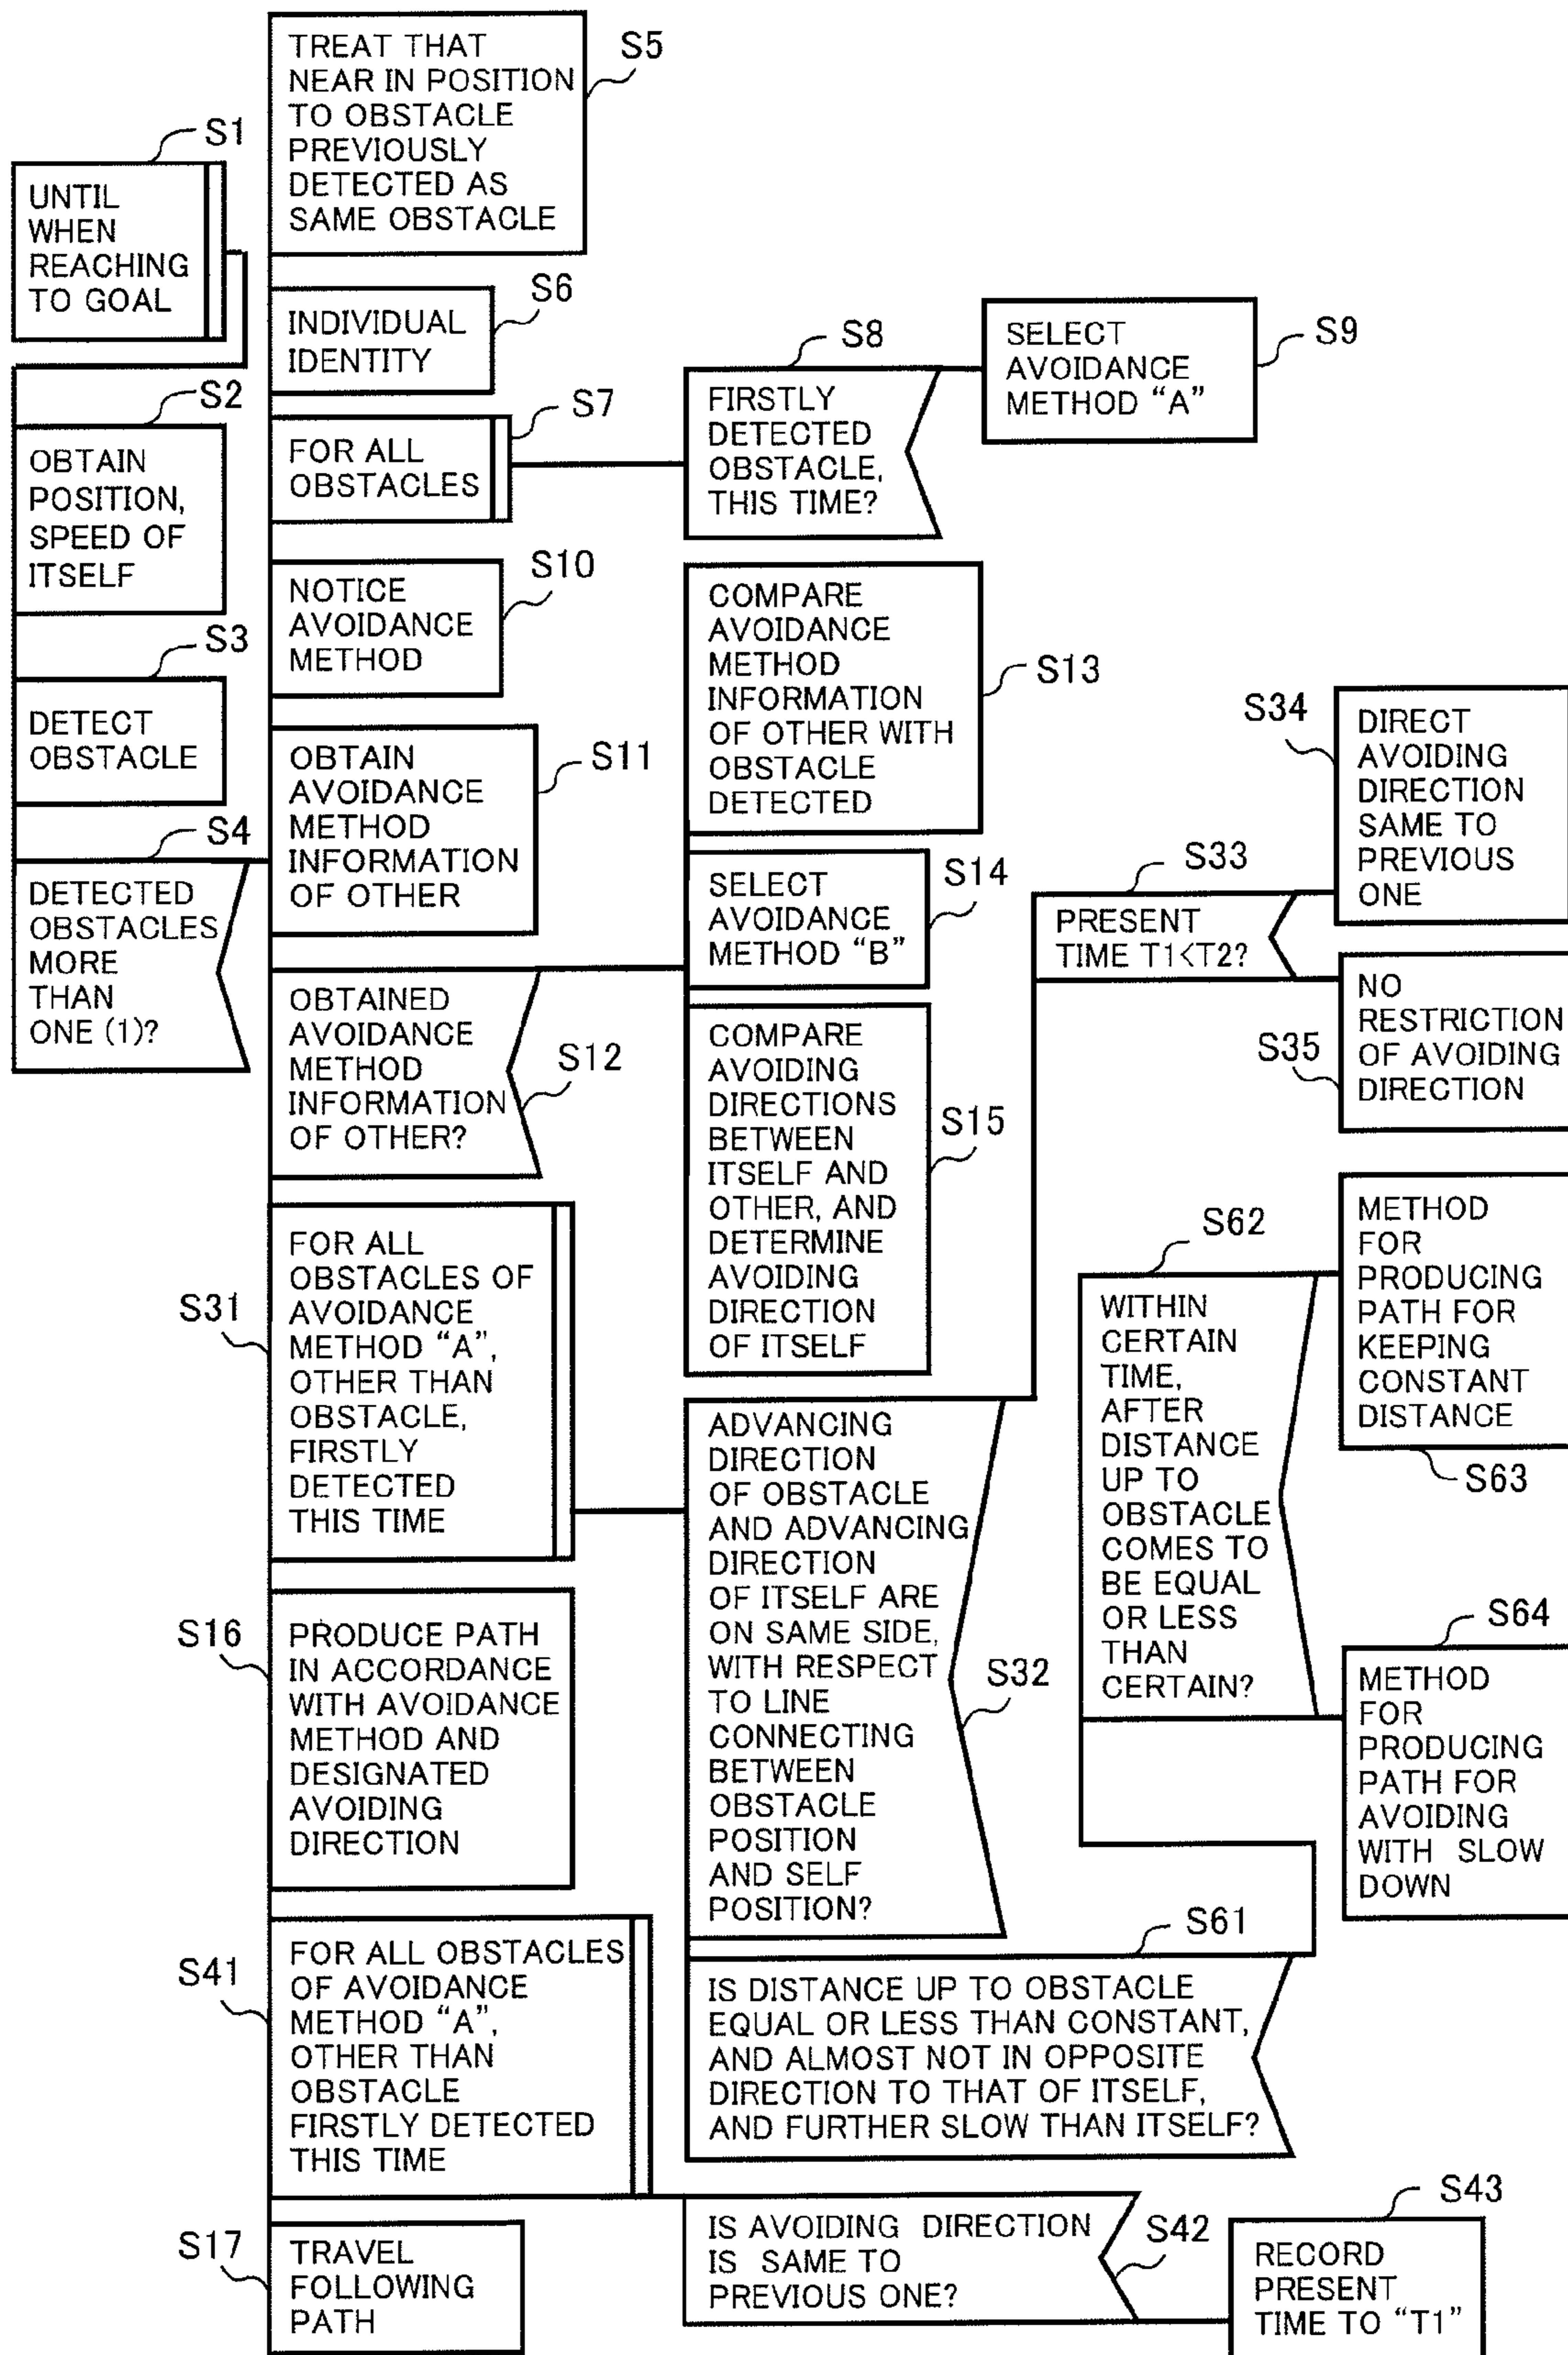 S1
UNTIL
WHEN
REACHING
TO GOAL
S2
OBTAIN
POSITION,
SPEED OF
ITSELF
S3
DETECT
OBSTACLE
S4
DETECTED
OBSTACLES
MORE
THAN
ONE (1)?
S5
TREAT THAT
NEAR IN POSITION
TO OBSTACLE
PREVIOUSLY
DETECTED AS
SAME OBSTACLE
S6
INDIVIDUAL
IDENTITY
S7
FOR ALL
OBSTACLES
S8
FIRSTLY
DETECTED
OBSTACLE,
THIS TIME?
S9
SELECT
AVOIDANCE
METHOD “A”
S10
NOTICE
AVOIDANCE
METHOD
S11
OBTAIN
AVOIDANCE
METHOD
INFORMATION
OF OTHER
S12
OBTAINED
AVOIDANCE
METHOD
INFORMATION
OF OTHER?
S13
COMPARE
AVOIDANCE
METHOD
INFORMATION
OF OTHER WITH
OBSTACLE
DETECTED
S14
SELECT
AVOIDANCE
METHOD “B”
S15
COMPARE
AVOIDING
DIRECTIONS
BETWEEN
ITSELF AND
OTHER, AND
DETERMINE
AVOIDING
DIRECTION
OF ITSELF
S31
FOR ALL
OBSTACLES OF
AVOIDANCE
METHOD “A”,
OTHER THAN
OBSTACLE,
FIRSTLY
DETECTED
THIS TIME
S32
ADVANCING
DIRECTION
OF OBSTACLE
AND ADVANCING
DIRECTION
OF ITSELF ARE
ON SAME SIDE,
WITH RESPECT
TO LINE
CONNECTING
BETWEEN
OBSTACLE
POSITION
AND SELF
POSITION?
S33
PRESENT
TIME T1<T2?
S34
DIRECT
AVOIDING
DIRECTION
SAME TO
PREVIOUS
ONE
S35
NO
RESTRICTION
OF AVOIDING
DIRECTION
S61
IS DISTANCE UP TO OBSTACLE
EQUAL OR LESS THAN CONSTANT,
AND ALMOST NOT IN OPPOSITE
DIRECTION TO THAT OF ITSELF,
AND FURTHER SLOW THAN ITSELF?
S62
WITHIN
CERTAIN
TIME,
AFTER
DISTANCE
UP TO
OBSTACLE
COMES TO
BE EQUAL
OR LESS
THAN
CERTAIN?
S63
METHOD
FOR
PRODUCING
PATH FOR
KEEPING
CONSTANT
DISTANCE
S64
METHOD
FOR
PRODUCING
PATH FOR
AVOIDING
WITH SLOW
DOWN
S16
PRODUCE PATH
IN ACCORDANCE
WITH AVOIDANCE
METHOD AND
DESIGNATED
AVOIDING
DIRECTION
S41
FOR ALL OBSTACLES
OF AVOIDANCE
METHOD “A”,
OTHER THAN
OBSTACLE
FIRSTLY DETECTED
THIS TIME
S42
IS AVOIDING DIRECTION
IS SAME TO
PREVIOUS ONE?
S43
RECORD
PRESENT
TIME TO “T1”
S17
TRAVEL
FOLLOWING
PATH